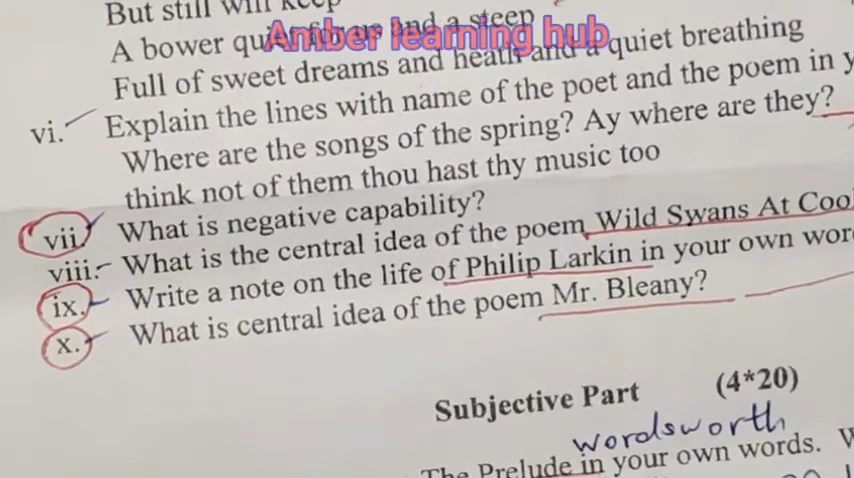 But still will keep
A bower quiet for us and a steep
Full of sweet dreams and heath and a quiet breathing
vi. Explain the lines with name of the poet and the poem in y
Where are the songs of the spring? Ay where are they?
think not of them thou hast thy music too
vii. What is negative capability?
viii. What is the central idea of the poem Wild Swans At Coo
ix. Write a note on the life of Philip Larkin in your own wor
x. What is central idea of the poem Mr. Bleany?
Subjective Part (4*20)
wordsworth
The Prelude in your own words. W
Amber learning hub